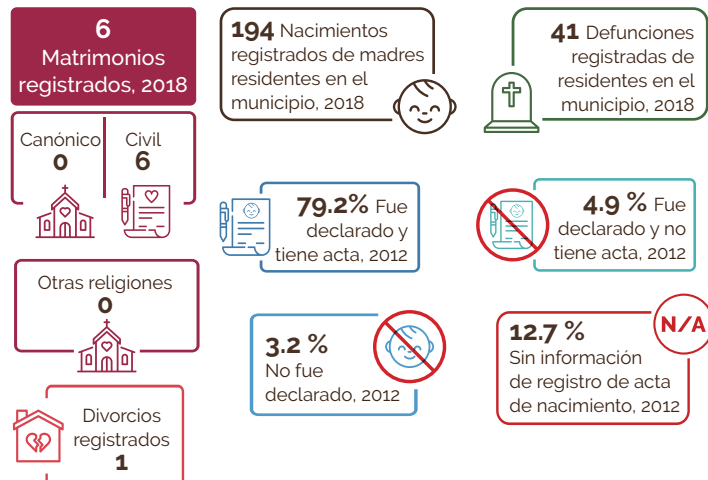 6
Matrimonios
registrados, 2018
Canónico
0
Civil
6
Otras religiones
0
Divorcios
registrados
1
194 Nacimientos
registrados de madres
residentes en el
municipio, 2018
41 Defunciones
registradas de
residentes en el
municipio, 2018
79.2% Fue
declarado y
tiene acta, 2012
4.9 % Fue
declarado y no
tiene acta, 2012
3.2 %
No fue
declarado, 2012
N/A
12.7 %
Sin información
de registro de acta
de nacimiento, 2012